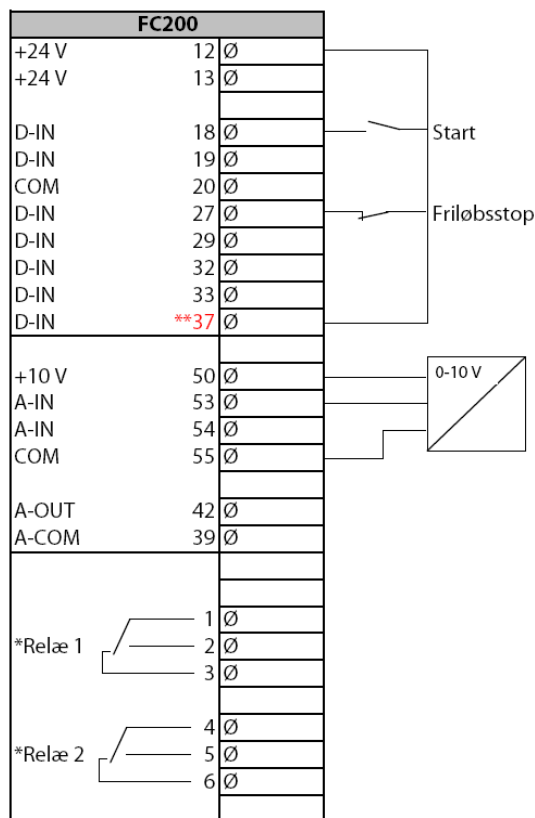 FC200
+24 V 12 Ø
+24 V 13 Ø
D-IN 18 Ø Start
D-IN 19 Ø
COM 20 Ø
D-IN 27 Ø Friløbsstop
D-IN 29 Ø
D-IN 32 Ø
D-IN 33 Ø
D-IN **37 Ø
+10 V 50 Ø 0-10 V
A-IN 53 Ø
A-IN 54 Ø
COM 55 Ø
A-OUT 42 Ø
A-COM 39 Ø
1 Ø
*Relæ 1 2 Ø
3 Ø
4 Ø
*Relæ 2 5 Ø
6 Ø